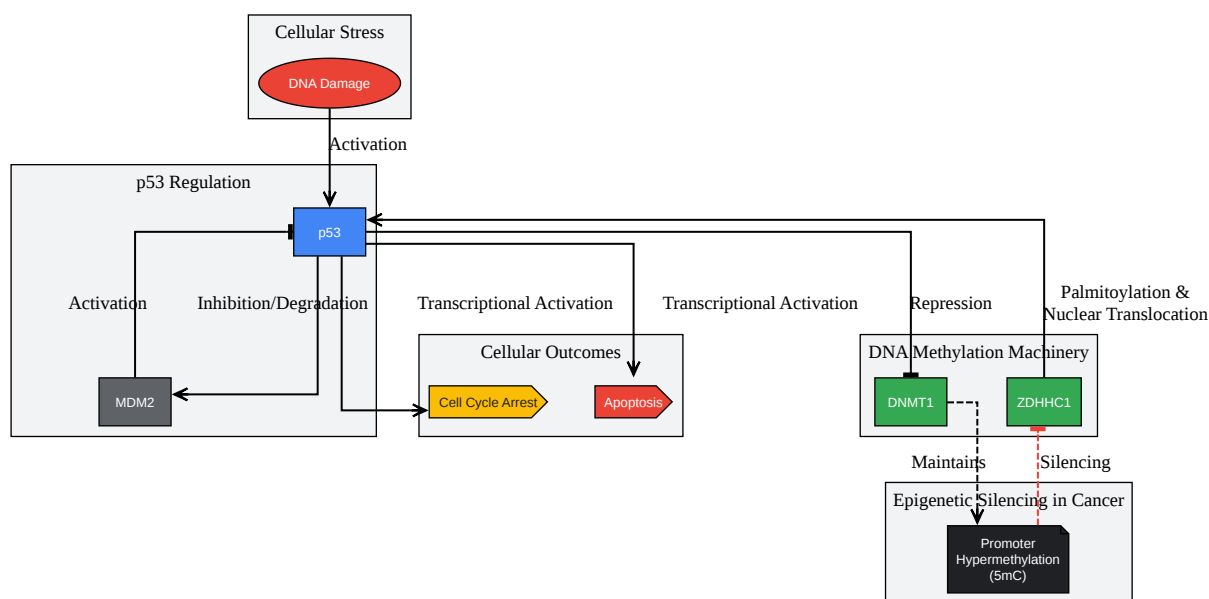 Cellular Stress
DNA Damage
Activation
p53 Regulation
p53
Activation
Inhibition/Degradation
Transcriptional Activation
Transcriptional Activation
Repression
Palmitoylation &
Nuclear Translocation
Cellular Outcomes
DNA Methylation Machinery
MDM2
Cell Cycle Arrest
Apoptosis
DNMT1
ZDHHC1
Maintains
Silencing
Epigenetic Silencing in Cancer
Promoter
Hypermethylation
(5mC)